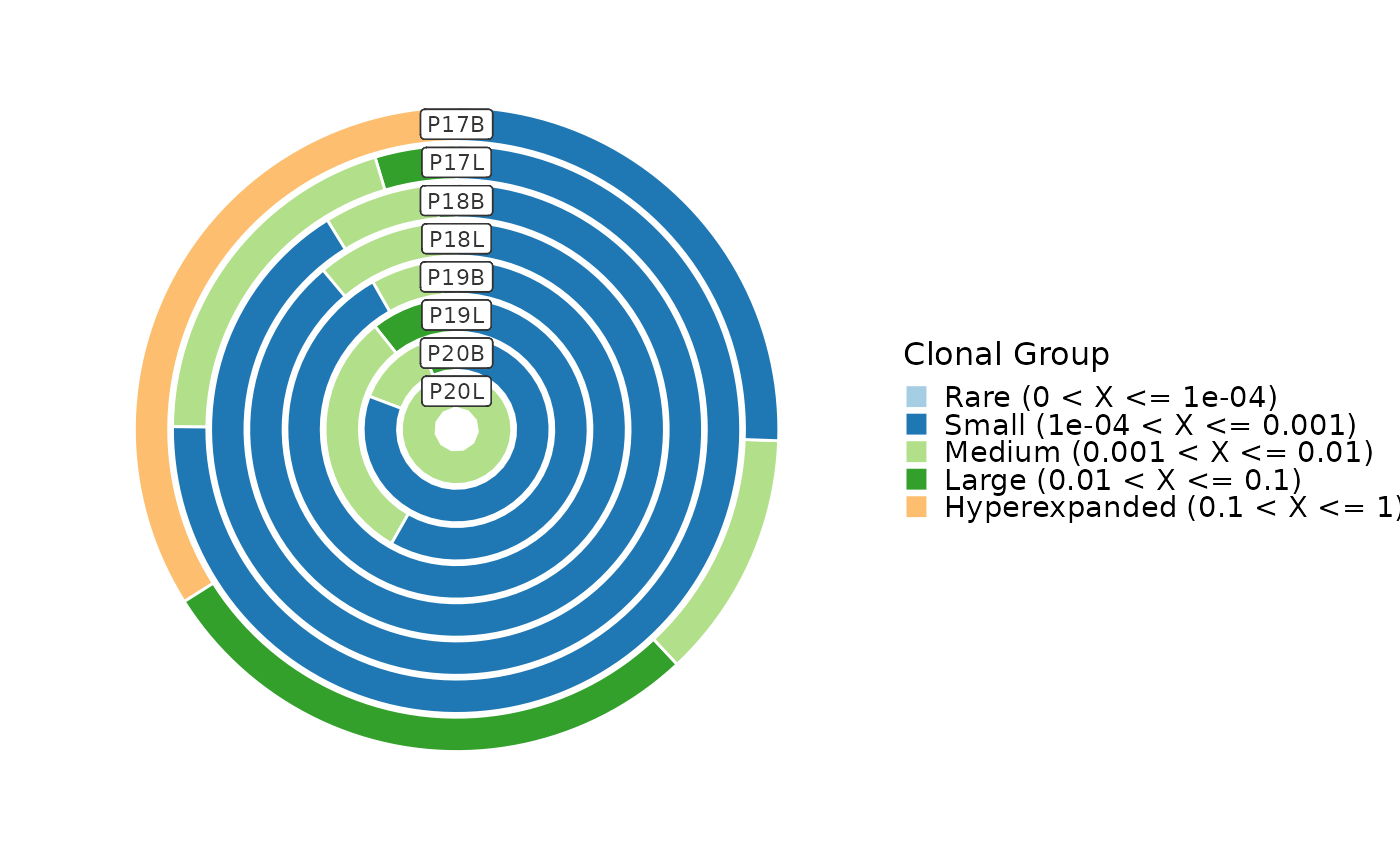 P17B
P17L
P18B
P18L
P19B
P19L
P20B
P20L
Clonal Group
Rare (0 < X <= 1e-04)
Small (1e-04 < X <= 0.001)
Medium (0.001 < X <= 0.01)
Large (0.01 < X <= 0.1)
Hyperexpanded (0.1 < X <= 1)